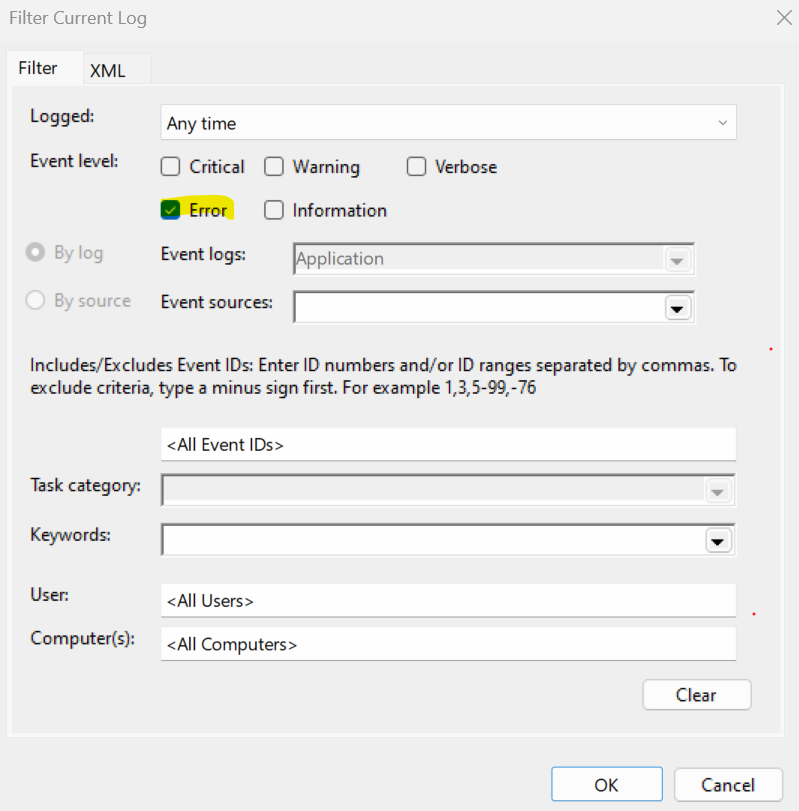 Filter Current Log
Filter XML
Logged: Any time
Event level: Critical Warning Verbose
Error Information
By log Event logs: Application
By source Event sources:
Includes/Excludes Event IDs: Enter ID numbers and/or ID ranges separated by commas. To
exclude criteria, type a minus sign first. For example 1,3,5-99,-76
<All Event IDs>
Task category:
Keywords:
User: <All Users>
Computer(s): <All Computers>
Clear
OK Cancel